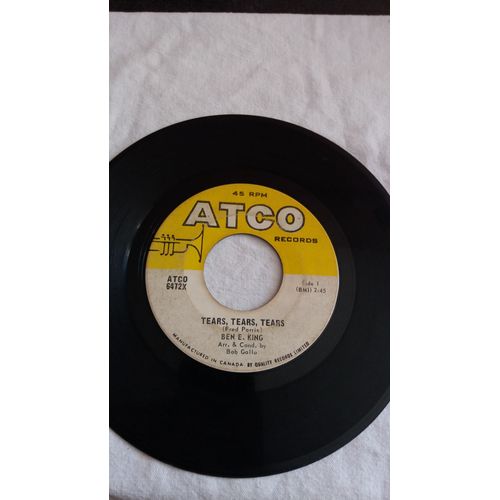 45 RPM
ATCO
RECORDS
ATCO
6472X
Side 1
(BMI) 2:45
TEARS, TEARS, TEARS
(Fred Perrin)
BEN E. KING
Arr. & Cond. by
Bob Gallo
MANUFACTURED IN CANADA BY QUALITY RECORDS LIMITED